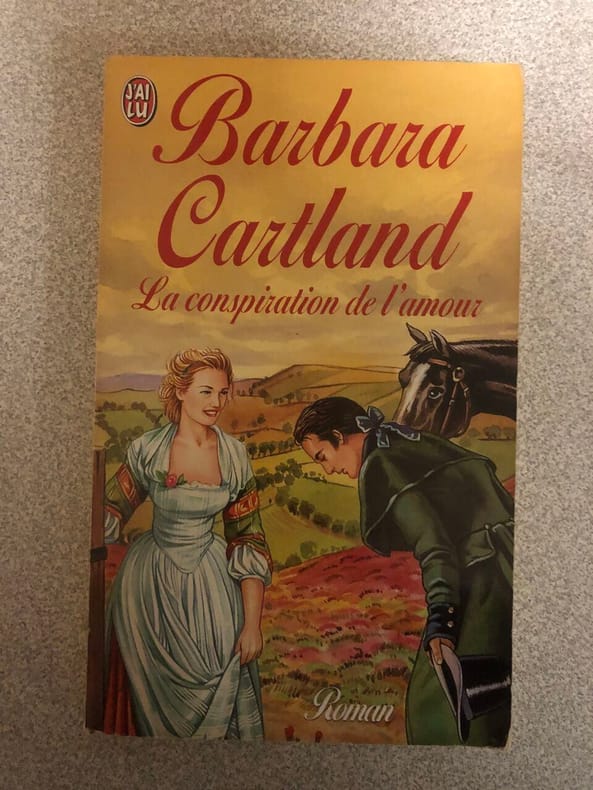 J'AI
LU
Barbara
Cartland
La conspiration de l'amour
Roman